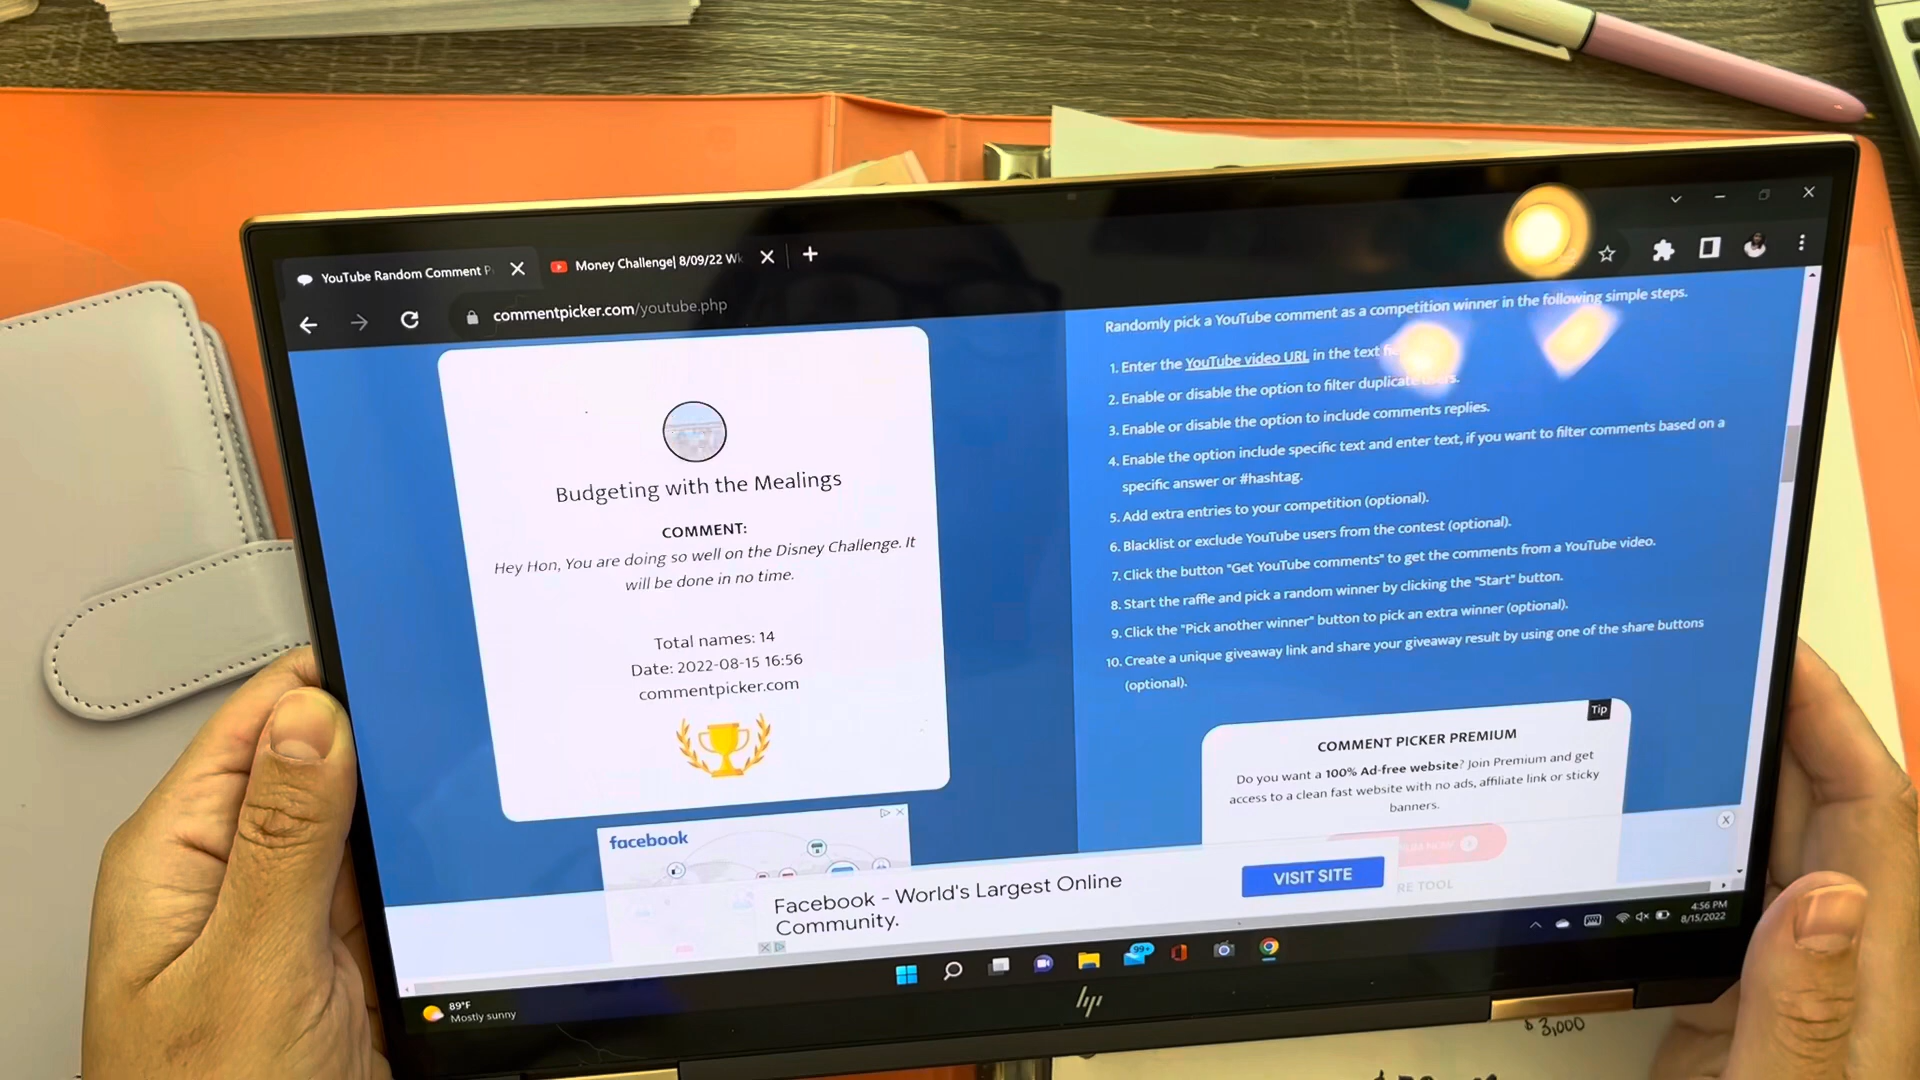 YouTube Random Comment P
Money Challenge| 8/09/22 Wk
commentpicker.com/youtube.php
Budgeting with the Mealings
COMMENT:
Hey Hon, You are doing so well on the Disney Challenge. It
will be done in no time.
Total names: 14
Date: 2022-08-15 16:56
commentpicker.com
Randomly pick a YouTube comment as a competition winner in the following simple steps.
1. Enter the YouTube video URL in the text
2. Enable or disable the option to filter duplicate
3. Enable or disable the option to include comments replies.
4. Enable the option include specific text and enter text, if you want to filter comments based on a
specific answer or #hashtag.
5. Add extra entries to your competition (optional).
6. Blacklist or exclude YouTube users from the contest (optional).
7. Click the button "Get YouTube comments" to get the comments from a YouTube video.
8. Start the raffle and pick a random winner by clicking the "Start" button.
9. Click the "Pick another winner" button to pick an extra winner (optional).
10. Create a unique giveaway link and share your giveaway result by using one of the share buttons
(optional).
Tip
COMMENT PICKER PREMIUM
Do you want a 100% Ad-free website? Join Premium and get
access to a clean fast website with no ads, affiliate link or sticky
banners.
RE TOOL
facebook
Facebook - World's Largest Online
Community.
VISIT SITE
99+
4:56 PM
8/15/2022
89°F
Mostly sunny
hp
$3,000